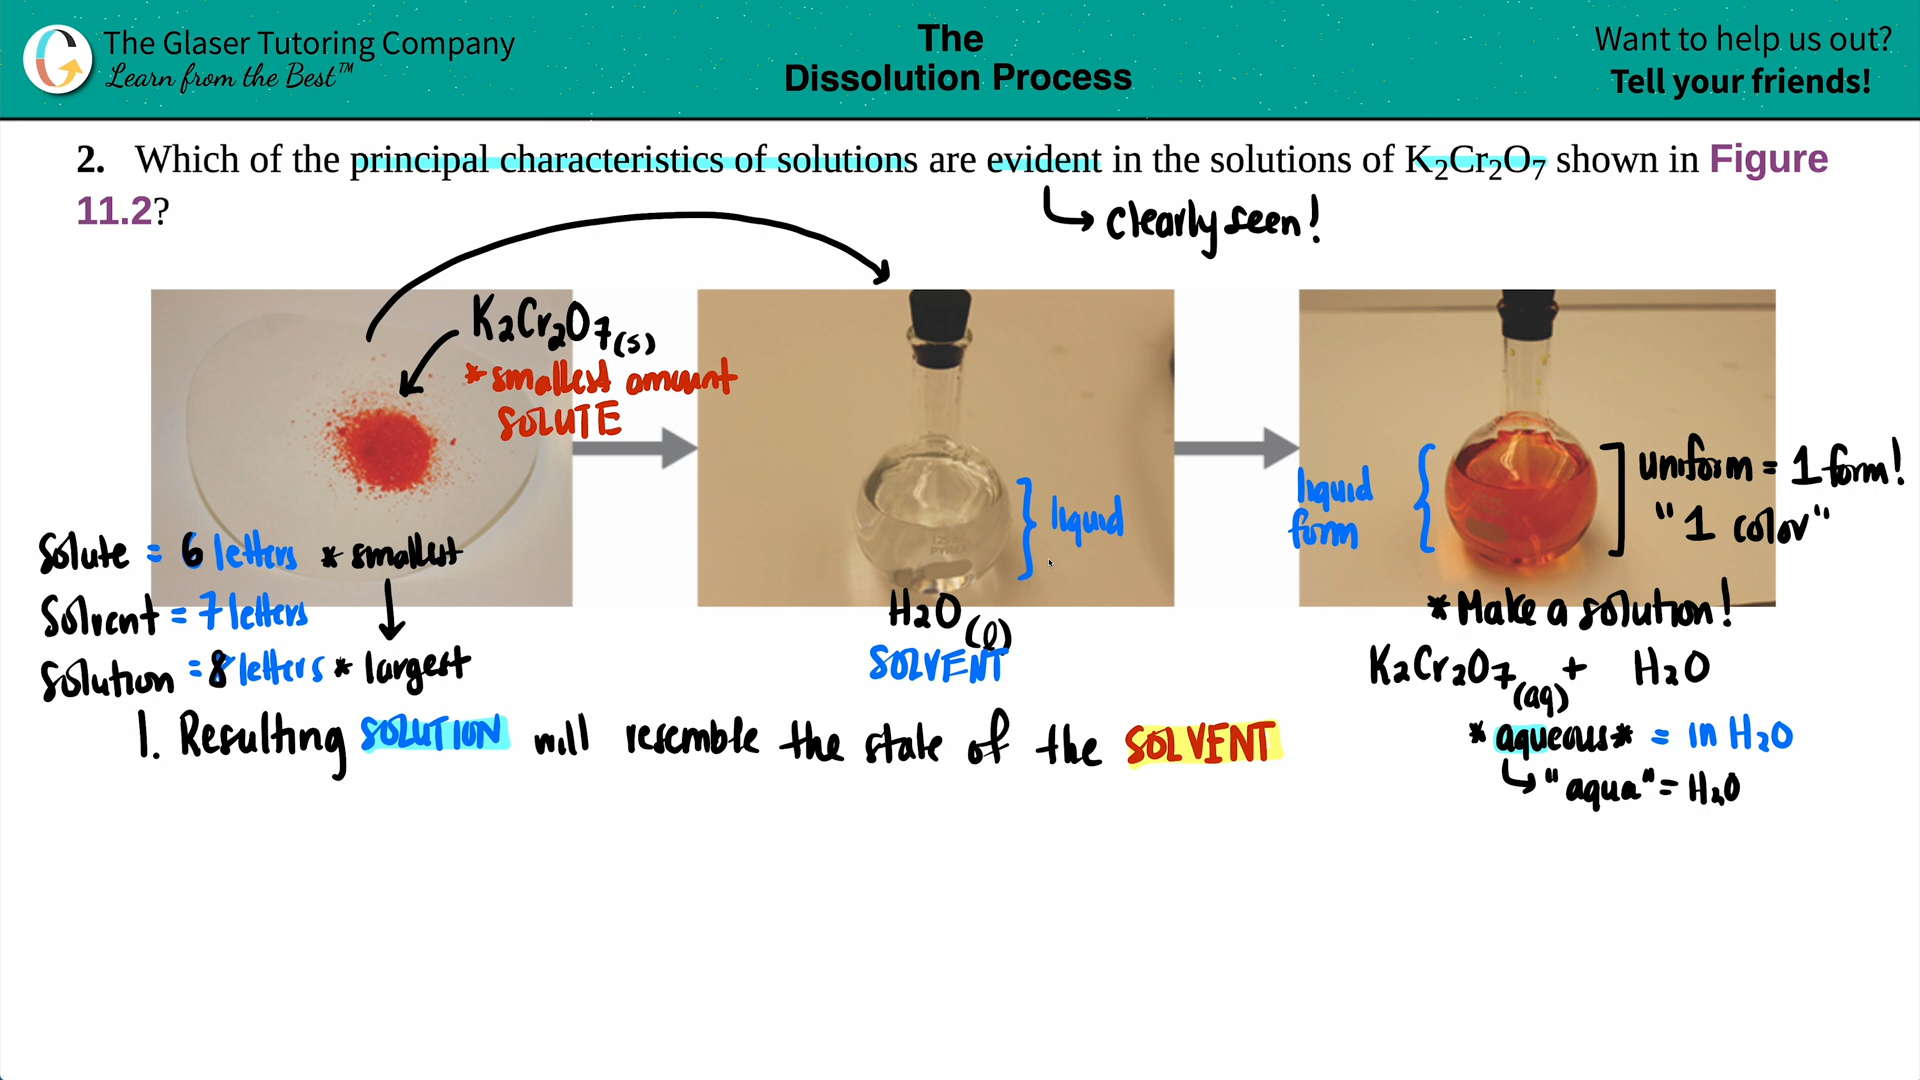 The Glaser Tutoring Company
Learn from the Best™
The
Dissolution Process
Want to help us out?
Tell your friends!
2. Which of the principal characteristics of solutions are evident in the solutions of K₂Cr₂O₇ shown in Figure
11.2?
↳ clearly seen!
K₂Cr₂O₇(s)
*smallest amount
SOLUTE
liquid
liquid
form
uniform = 1 form!
"1 color"
Solute = 6 letters * smallest
Solvent = 7 letters
Solution = 8 letters * largest
H₂O(l)
SOLVENT
*Make a solution!
K₂Cr₂O₇(aq) + H₂O
* aqueous* = in H₂O
↳ "aqua" = H₂O
1. Resulting SOLUTION will resemble the state of the SOLVENT